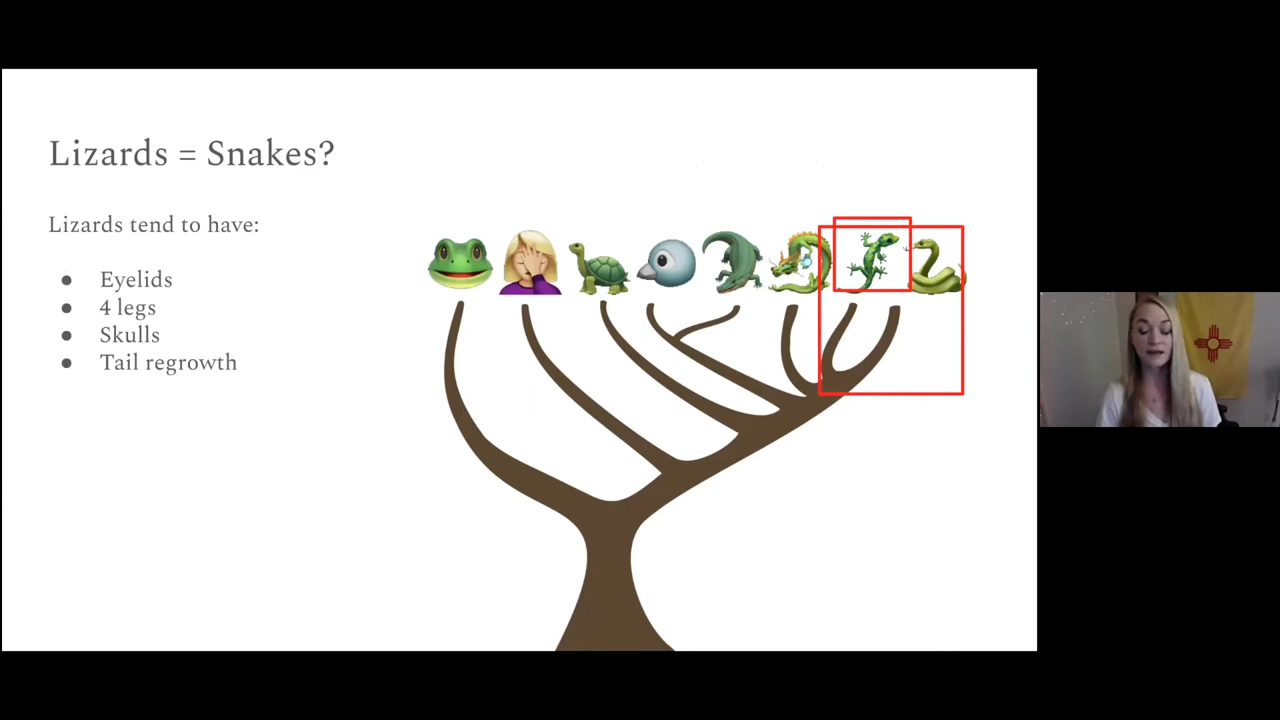 Lizards = Snakes?
Lizards tend to have:
● Eyelids
● 4 legs
● Skulls
● Tail regrowth